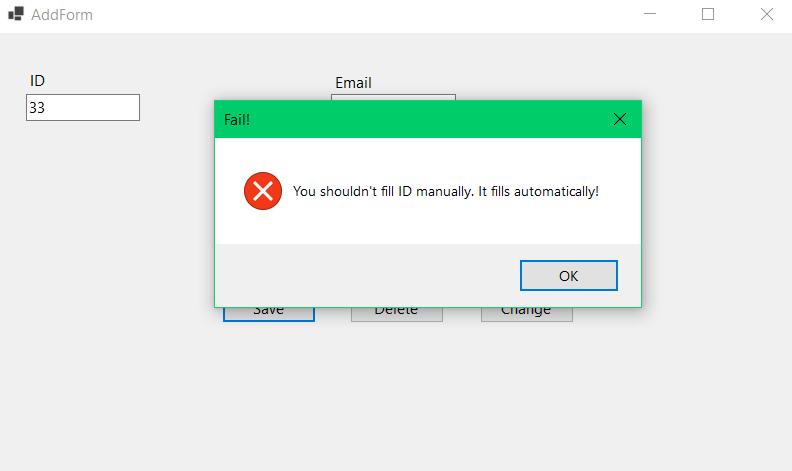 AddForm
ID
Email
33
Fail!
You shouldn't fill ID manually. It fills automatically!
OK
Save
Delete
Change